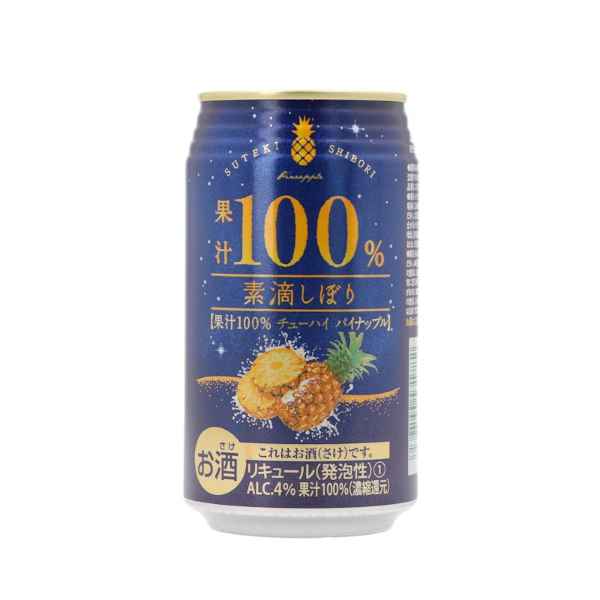 SUTEKI SHIBORI
Pineapple
果汁100%
素滴しぼり
【果汁100% チューハイ パイナップル】
さけ
お酒
これはお酒(さけ)です。
リキュール(発泡性)①
ALC.4% 果汁100%(濃縮還元)